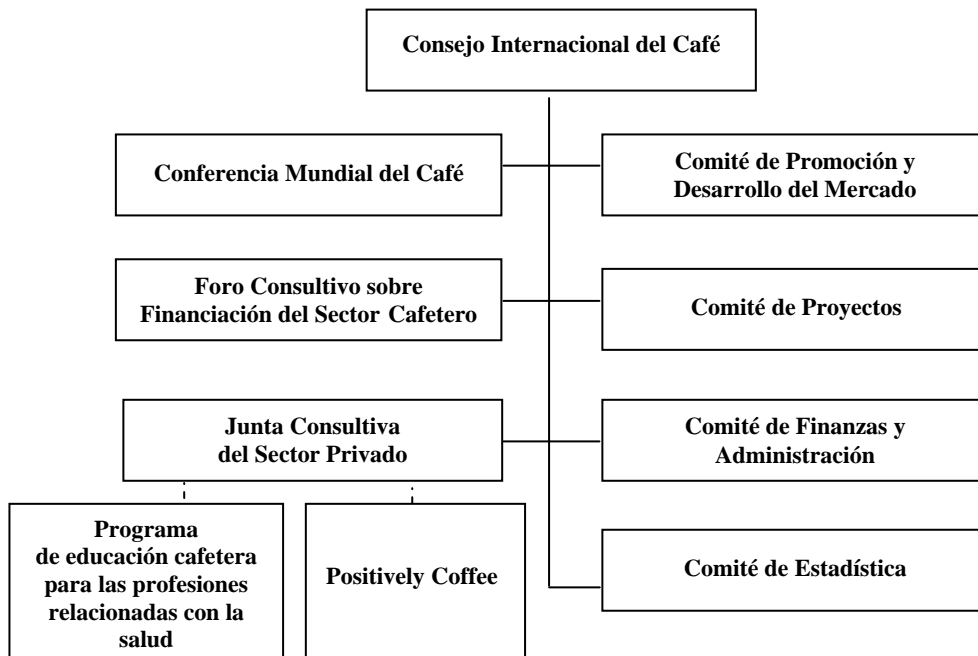 Consejo Internacional del Café
Conferencia Mundial del Café
Comité de Promoción y
Desarrollo del Mercado
Foro Consultivo sobre
Financiación del Sector Cafetero
Comité de Proyectos
Junta Consultiva
del Sector Privado
Comité de Finanzas y
Administración
Programa
de educación cafetera
para las profesiones
relacionadas con la
salud
Positively Coffee
Comité de Estadística